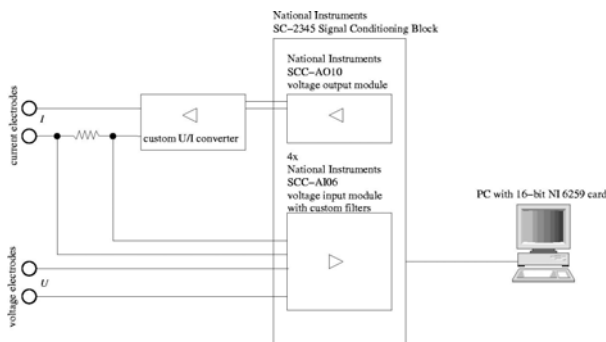 National Instruments
SC-2345 Signal Conditioning Block
National Instruments
SCC-AO10
voltage output module
current electrodes
I
custom U/I converter
4x
National Instruments
SCC-AI06
voltage input module
with custom filters
PC with 16-bit NI 6259 card
voltage electrodes
U